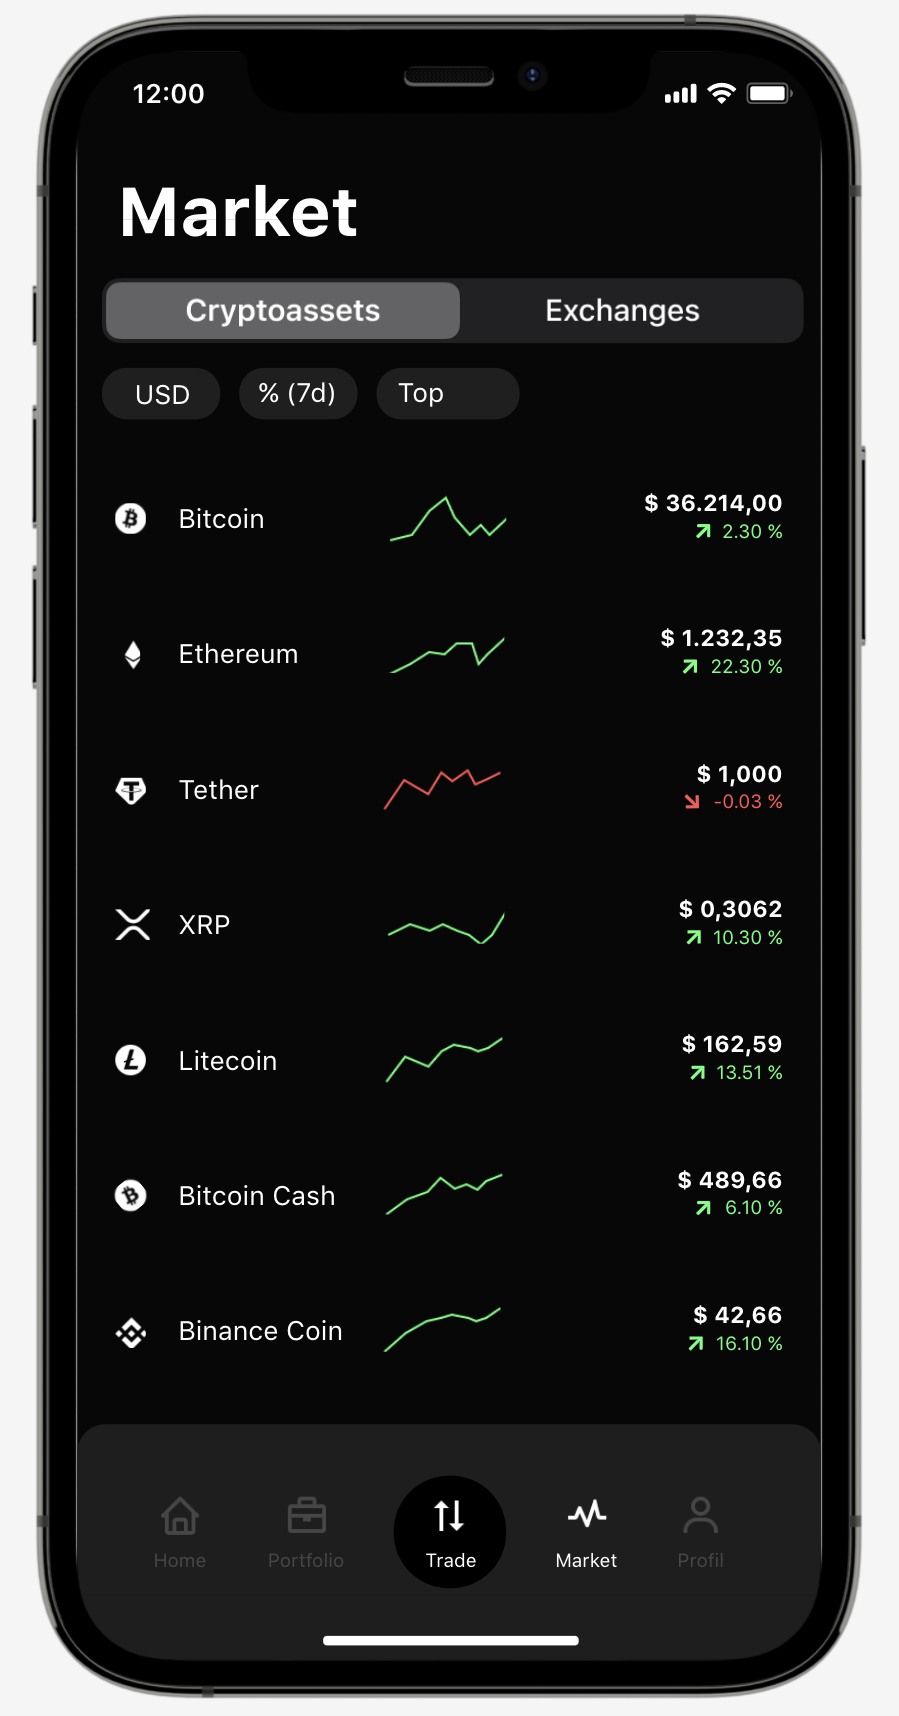 12:00
Market
Cryptoassets Exchanges
USD % (7d) Top
Bitcoin $ 36.214,00
2.30 %
Ethereum $ 1.232,35
22.30 %
Tether $ 1,000
-0.03 %
XRP $ 0,3062
10.30 %
Litecoin $ 162,59
13.51 %
Bitcoin Cash $ 489,66
6.10 %
Binance Coin $ 42,66
16.10 %
Home Portfolio Trade Market Profil